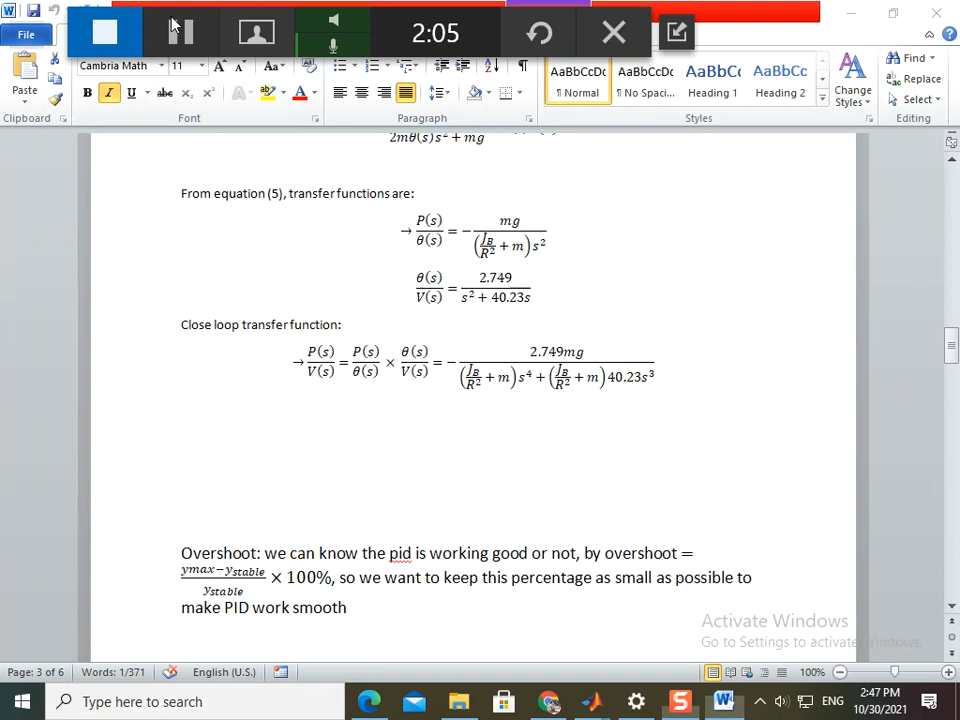 2:05
File
Cambria Math 11 Aa
Paste
B I U abc x₂ x² A A
AaBbCcDc AaBbCcDc AaBbCc AaBbCc
¶ Normal ¶ No Spaci... Heading 1 Heading 2
Change Styles
Find
Replace
Select
Clipboard Font Paragraph Styles Editing
2mθ(s)s² + mg
From equation (5), transfer functions are:
→ P(s)/θ(s) = − mg/((J_B/R² + m)s²)
θ(s)/V(s) = 2.749/(s² + 40.23s)
Close loop transfer function:
→ P(s)/V(s) = P(s)/θ(s) × θ(s)/V(s) = − 2.749mg/((J_B/R² + m)s⁴ + (J_B/R² + m)40.23s³)
Overshoot: we can know the pid is working good or not, by overshoot =
(ymax−y_stable)/y_stable × 100%, so we want to keep this percentage as small as possible to
make PID work smooth
Activate Windows
Go to Settings to activate Windows.
Page: 3 of 6 Words: 1/371 English (U.S.) 100%
Type here to search
ENG
2:47 PM
10/30/2021